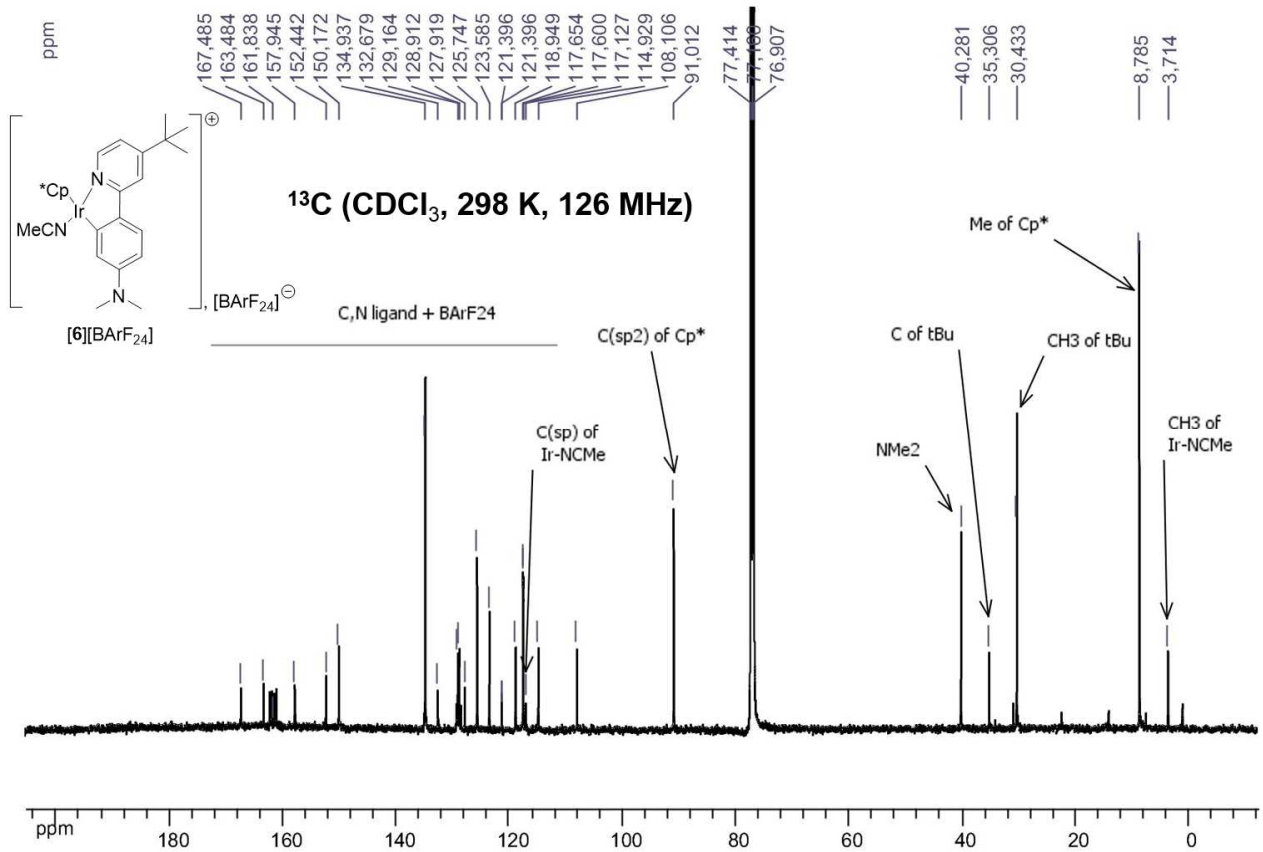 ppm
167,485
163,484
161,838
157,945
152,442
150,172
134,937
132,679
129,164
128,912
127,919
125,747
123,585
121,396
121,396
118,949
117,654
117,600
117,127
114,929
108,106
91,012
77,414
76,907
40,281
35,306
30,433
8,785
3,714
*Cp
N
Ir
MeCN
N
⊕
, [BArF24]⊖
[6][BArF24]
¹³C (CDCl₃, 298 K, 126 MHz)
C,N ligand + BArF24
C(sp) of
Ir-NCMe
C(sp2) of Cp*
NMe2
C of tBu
Me of Cp*
CH3 of tBu
CH3 of
Ir-NCMe
ppm 180 160 140 120 100 80 60 40 20 0